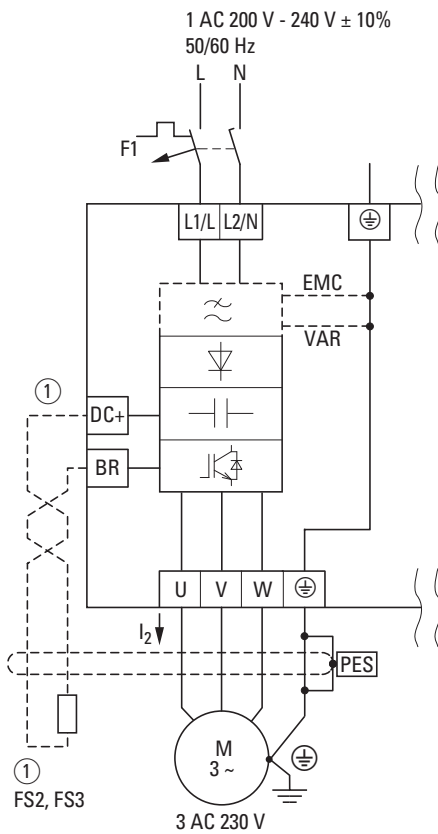 1 AC 200 V - 240 V ± 10%
50/60 Hz
L N
F1
L1/L L2/N
EMC
VAR
①
DC+
BR
U V W
I₂
PES
M
3 ~
①
FS2, FS3
3 AC 230 V